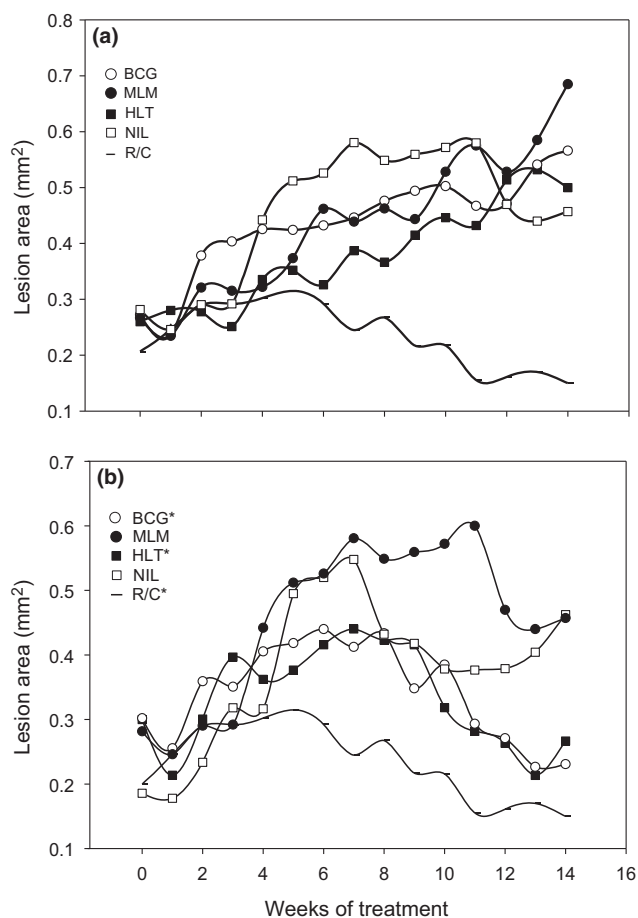 (a)
BCG
MLM
HLT
NIL
R/C
Lesion area (mm²)
0.8
0.7
0.6
0.5
0.4
0.3
0.2
0.1
(b)
BCG*
MLM
HLT*
NIL
R/C*
Lesion area (mm²)
0.7
0.6
0.5
0.4
0.3
0.2
0.1
0 2 4 6 8 10 12 14 16
Weeks of treatment